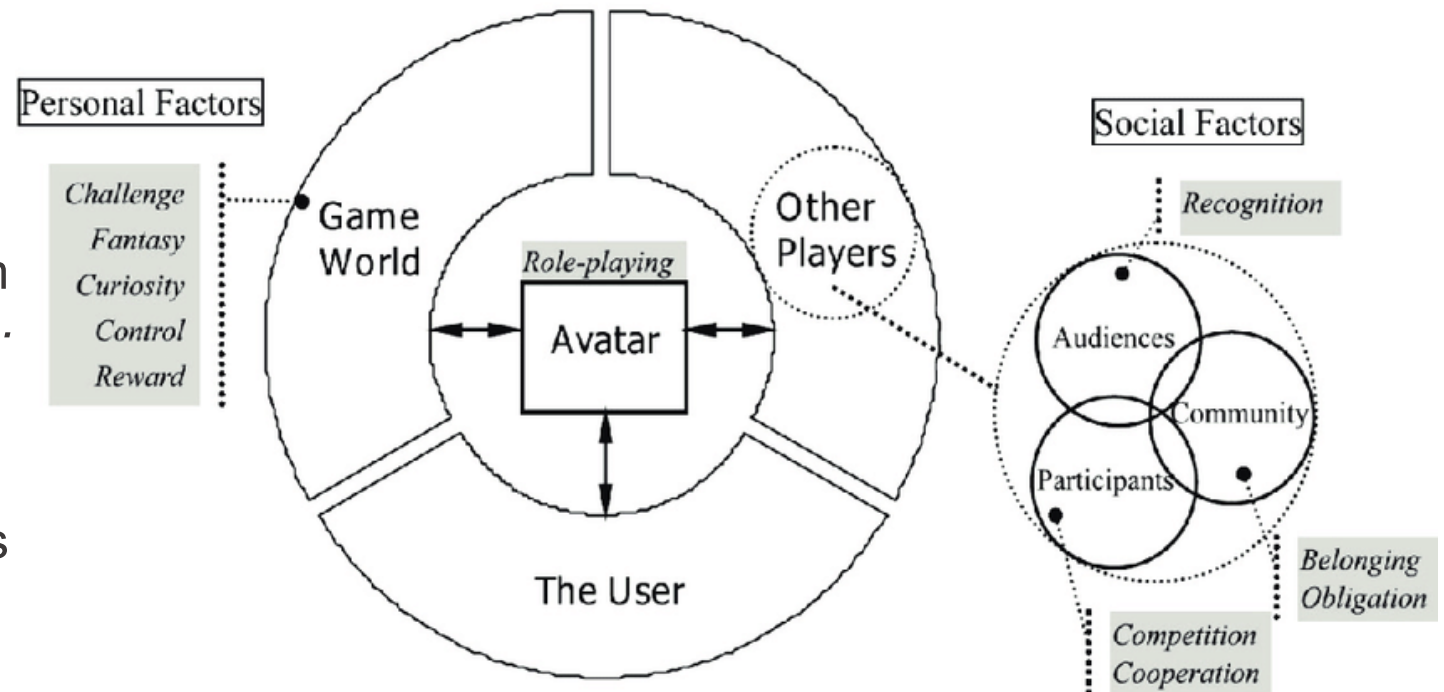 Personal Factors
Challenge
Fantasy
Curiosity
Control
Reward
Game
World
Role-playing
Avatar
The User
Other
Players
Social Factors
Recognition
Audiences
Community
Participants
Belonging
Obligation
Competition
Cooperation